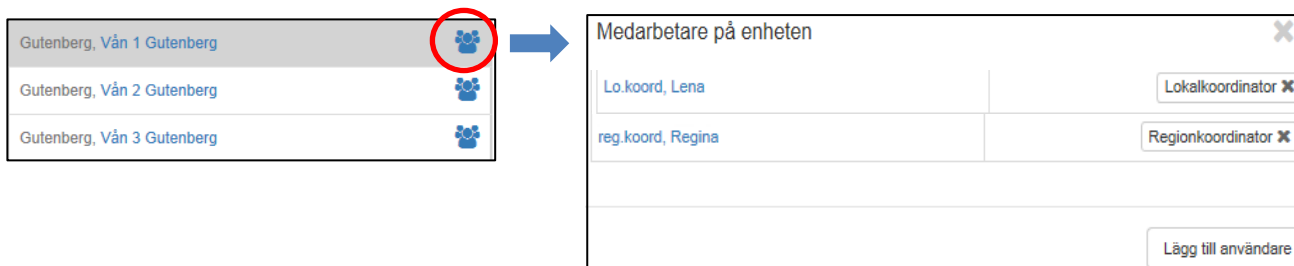 Gutenberg, Vån 1 Gutenberg
Gutenberg, Vån 2 Gutenberg
Gutenberg, Vån 3 Gutenberg
Medarbetare på enheten
Lo.koord, Lena Lokalkoordinator
reg.koord, Regina Regionkoordinator
Lägg till användare